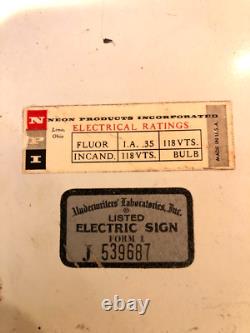 NEON PRODUCTS INCORPORATED
N P I
Lima, Ohio
ELECTRICAL RATINGS
FLUOR 1.A. .35 118 VTS.
INCAND. 118 VTS. BULB
MADE IN U.S.A.
Underwriters' Laboratories, Inc.
®
LISTED
ELECTRIC SIGN
FORM 1
J 539687